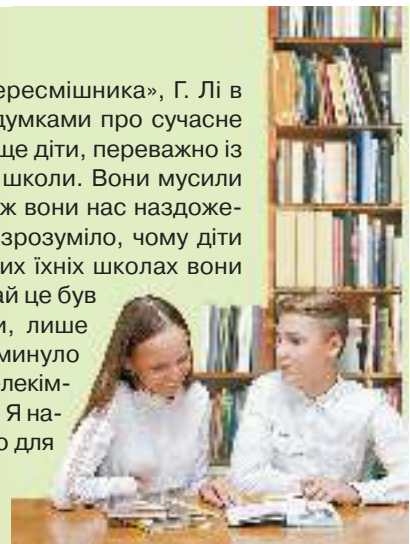 ересмішника», Г. Лі в
думками про сучасне
ще діти, переважно із
школи. Вони мусили
ж вони нас наздоже-
зрозуміло, чому діти
их їхніх школах вони
ай це був
и, лише
минуло
лекім-
Я на-
о для